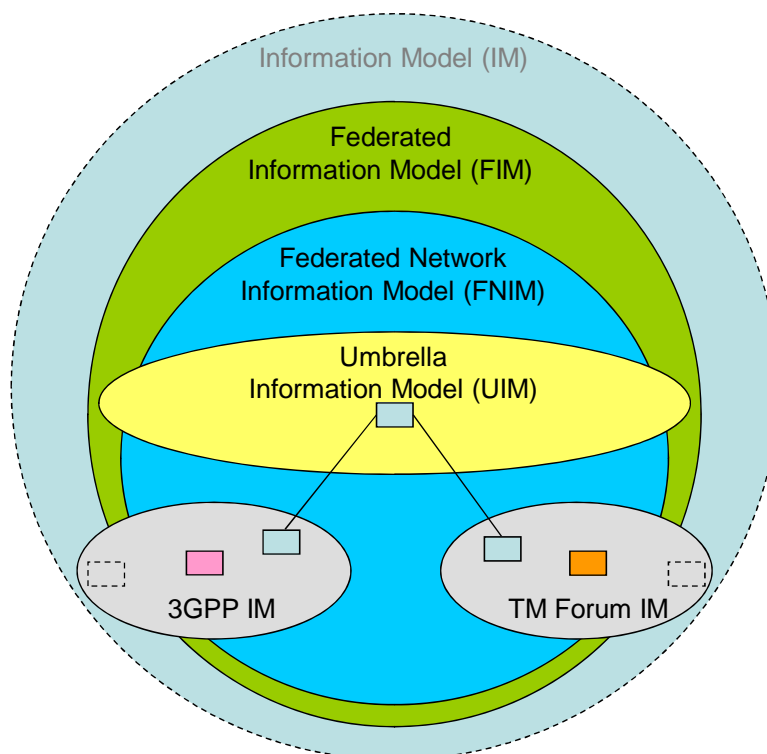 Information Model (IM)
Federated
Information Model (FIM)
Federated Network
Information Model (FNIM)
Umbrella
Information Model (UIM)
3GPP IM
TM Forum IM